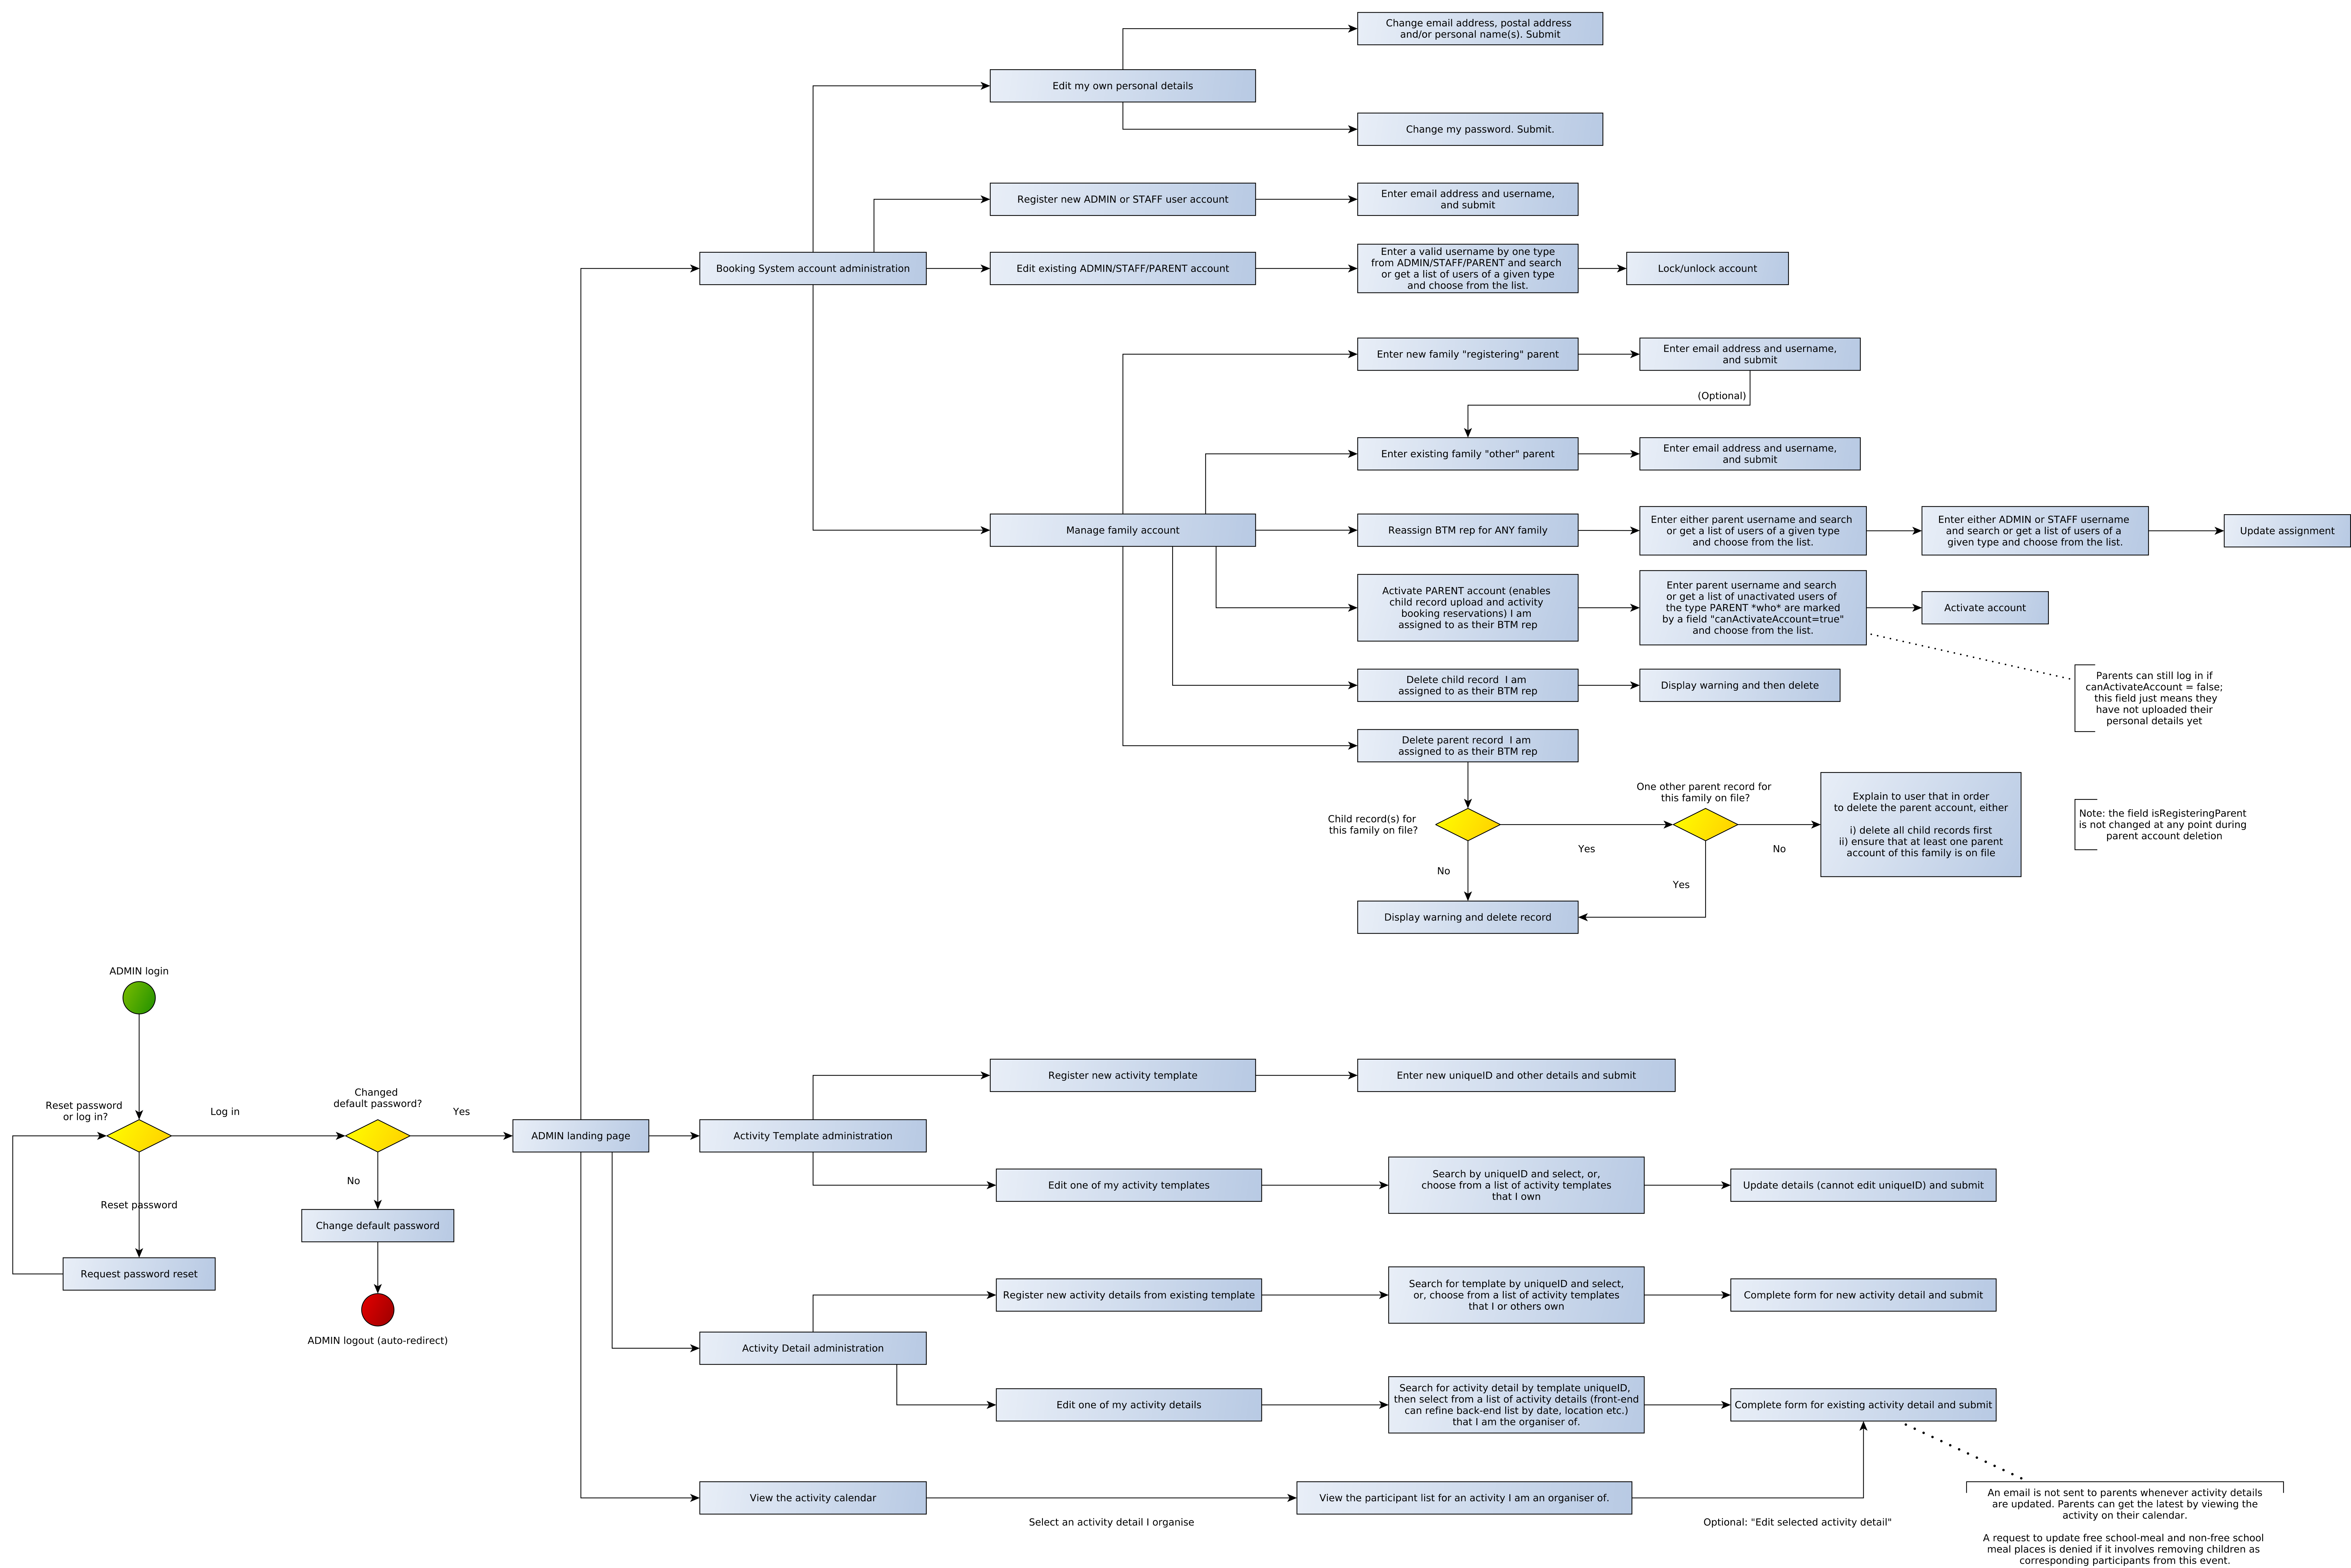 Change email address, postal address
and/or personal name(s). Submit
Edit my own personal details
Change my password. Submit.
Register new ADMIN or STAFF user account
Enter email address and username,
and submit
Booking System account administration
Edit existing ADMIN/STAFF/PARENT account
Enter a valid username by one type
from ADMIN/STAFF/PARENT and search
or get a list of users of a given type
and choose from the list.
Lock/unlock account
Enter new family "registering" parent
Enter email address and username,
and submit
(Optional)
Enter existing family "other" parent
Enter email address and username,
and submit
Manage family account
Reassign BTM rep for ANY family
Enter either parent username and search
or get a list of users of a given type
and choose from the list.
Enter either ADMIN or STAFF username
and search or get a list of users of a
given type and choose from the list.
Update assignment
Activate PARENT account (enables
child record upload and activity
booking reservations) I am
assigned to as their BTM rep
Enter parent username and search
or get a list of unactivated users of
the type PARENT *who* are marked
by a field "canActivateAccount=true"
and choose from the list.
Activate account
Parents can still log in if
canActivateAccount = false;
this field just means they
have not uploaded their
personal details yet
Delete child record  I am
assigned to as their BTM rep
Display warning and then delete
Delete parent record  I am
assigned to as their BTM rep
Child record(s) for
this family on file?
One other parent record for
this family on file?
Yes
No
No
Yes
Explain to user that in order
to delete the parent account, either
i) delete all child records first
ii) ensure that at least one parent
account of this family is on file
Note: the field isRegisteringParent
is not changed at any point during
parent account deletion
Display warning and delete record
ADMIN login
Reset password
or log in?
Log in
Changed
default password?
Yes
No
Reset password
Request password reset
Change default password
ADMIN logout (auto-redirect)
ADMIN landing page
Activity Template administration
Register new activity template
Enter new uniqueID and other details and submit
Edit one of my activity templates
Search by uniqueID and select, or,
choose from a list of activity templates
that I own
Update details (cannot edit uniqueID) and submit
Activity Detail administration
Register new activity details from existing template
Search for template by uniqueID and select,
or, choose from a list of activity templates
that I or others own
Complete form for new activity detail and submit
Edit one of my activity details
Search for activity detail by template uniqueID,
then select from a list of activity details (front-end
can refine back-end list by date, location etc.)
that I am the organiser of.
Complete form for existing activity detail and submit
View the activity calendar
Select an activity detail I organise
View the participant list for an activity I am an organiser of.
Optional: "Edit selected activity detail"
An email is not sent to parents whenever activity details
are updated. Parents can get the latest by viewing the
activity on their calendar.
A request to update free school-meal and non-free school
meal places is denied if it involves removing children as
corresponding participants from this event.